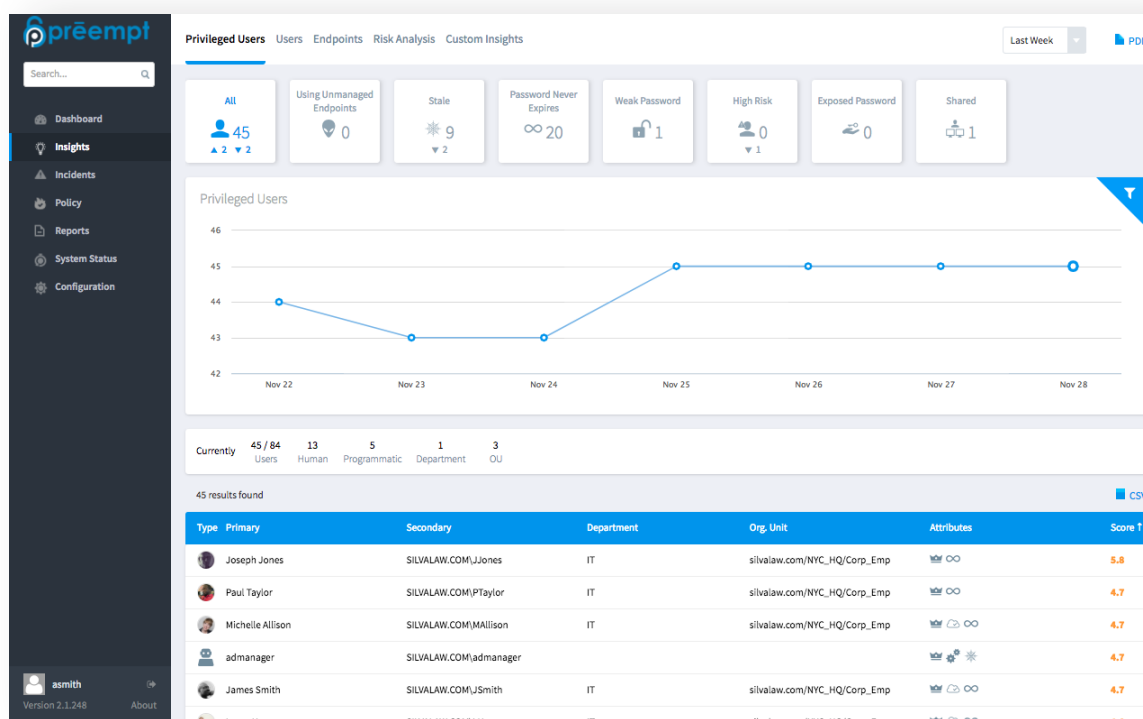 prēempt
Search...
Dashboard
Insights
Incidents
Policy
Reports
System Status
Configuration
asmith
Version 2.1.248 About
Privileged Users Users Endpoints Risk Analysis Custom Insights
Last Week
All
45
2 2
Using Unmanaged
Endpoints
0
Stale
9
2
Password Never
Expires
20
Weak Password
1
High Risk
0
1
Exposed Password
0
Shared
1
Privileged Users
46
45
44
43
42
Nov 22 Nov 23 Nov 24 Nov 25 Nov 26 Nov 27 Nov 28
Currently
45 / 84 13 5 1 3
Users Human Programmatic Department OU
45 results found
Type Primary Secondary Department Org. Unit Attributes Score ↑
Joseph Jones SILVALAW.COM\JJones IT silvalaw.com/NYC_HQ/Corp_Emp 5.8
Paul Taylor SILVALAW.COM\PTaylor IT silvalaw.com/NYC_HQ/Corp_Emp 4.7
Michelle Allison SILVALAW.COM\MAllison IT silvalaw.com/NYC_HQ/Corp_Emp 4.7
admanager SILVALAW.COM\admanager 4.7
James Smith SILVALAW.COM\JSmith IT silvalaw.com/NYC_HQ/Corp_Emp 4.7